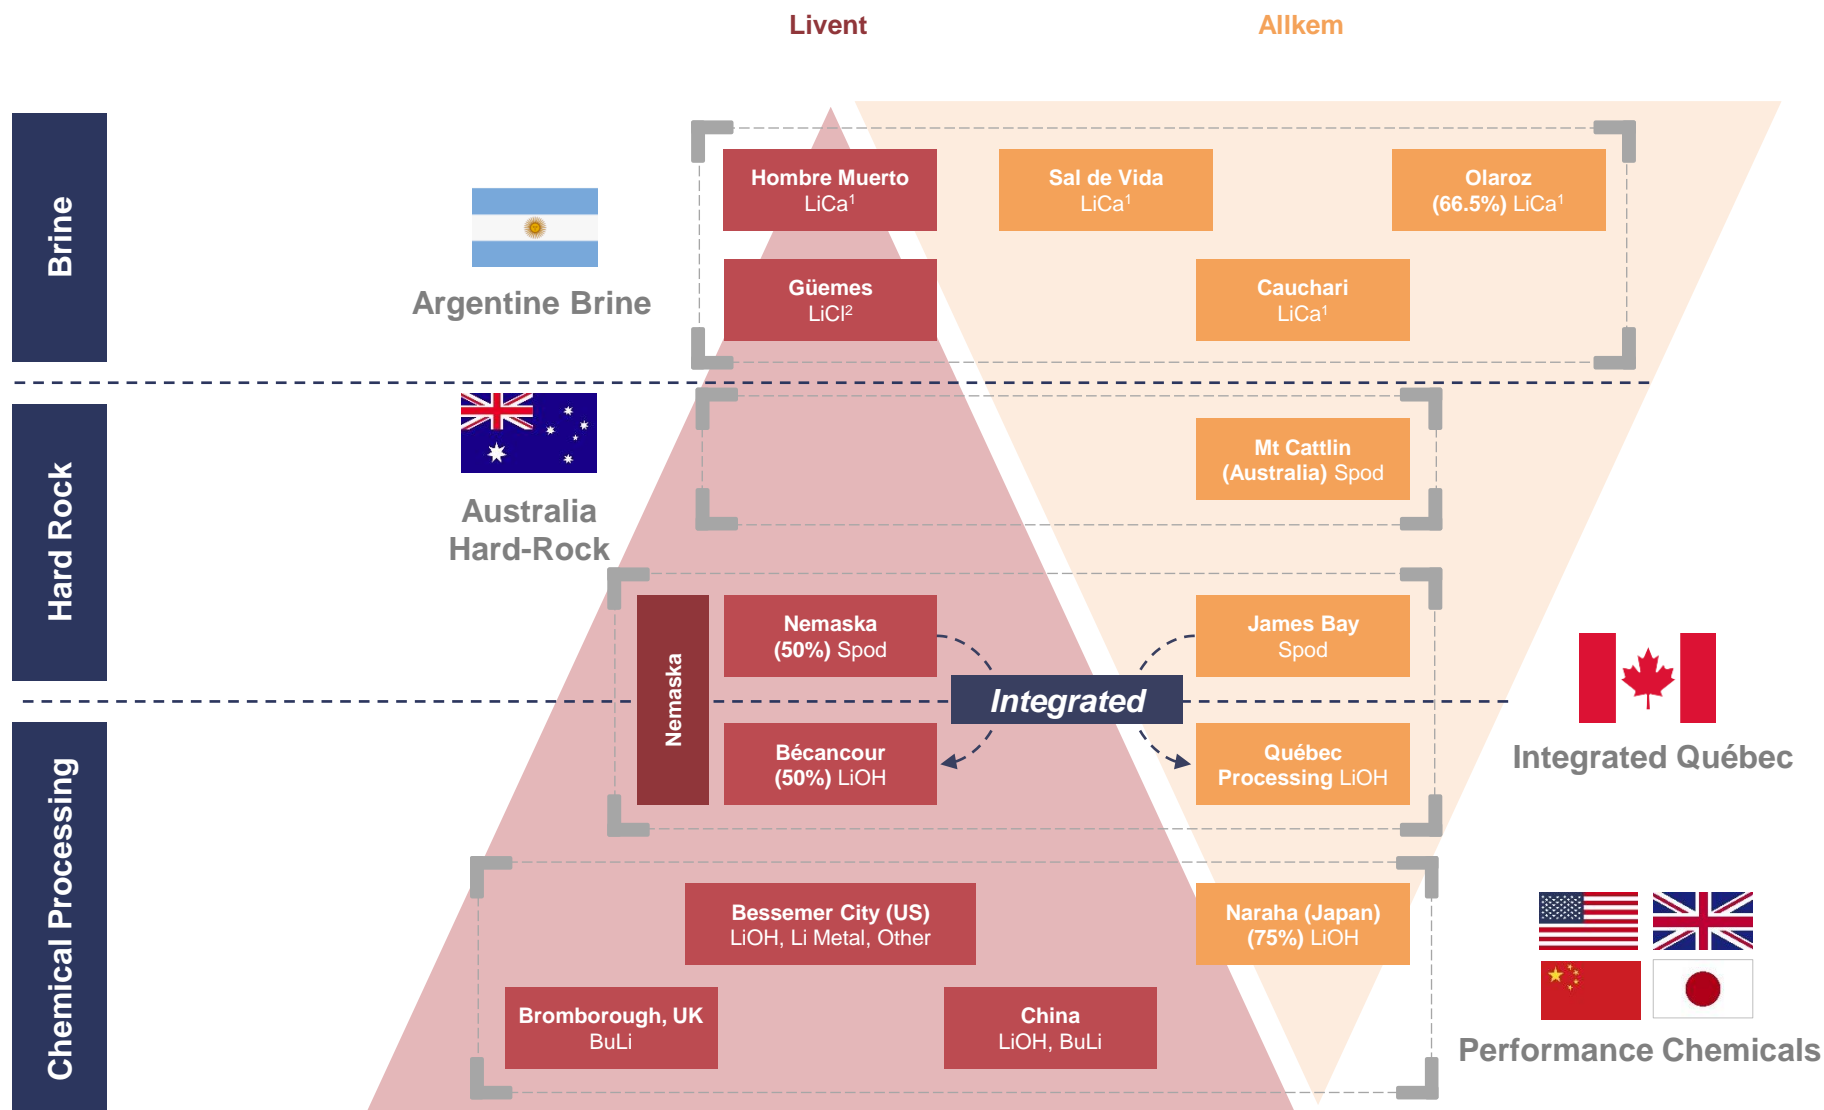 Livent
Allkem
Brine
Argentine Brine
Hombre Muerto
LiCa¹
Sal de Vida
LiCa¹
Olaroz
(66.5%) LiCa¹
Güemes
LiCl²
Cauchari
LiCa¹
Hard Rock
Australia
Hard-Rock
Mt Cattlin
(Australia) Spod
Nemaska
Nemaska
(50%) Spod
James Bay
Spod
Integrated
Bécancour
(50%) LiOH
Québec
Processing LiOH
Integrated Québec
Chemical Processing
Bessemer City (US)
LiOH, Li Metal, Other
Naraha (Japan)
(75%) LiOH
Bromborough, UK
BuLi
China
LiOH, BuLi
Performance Chemicals